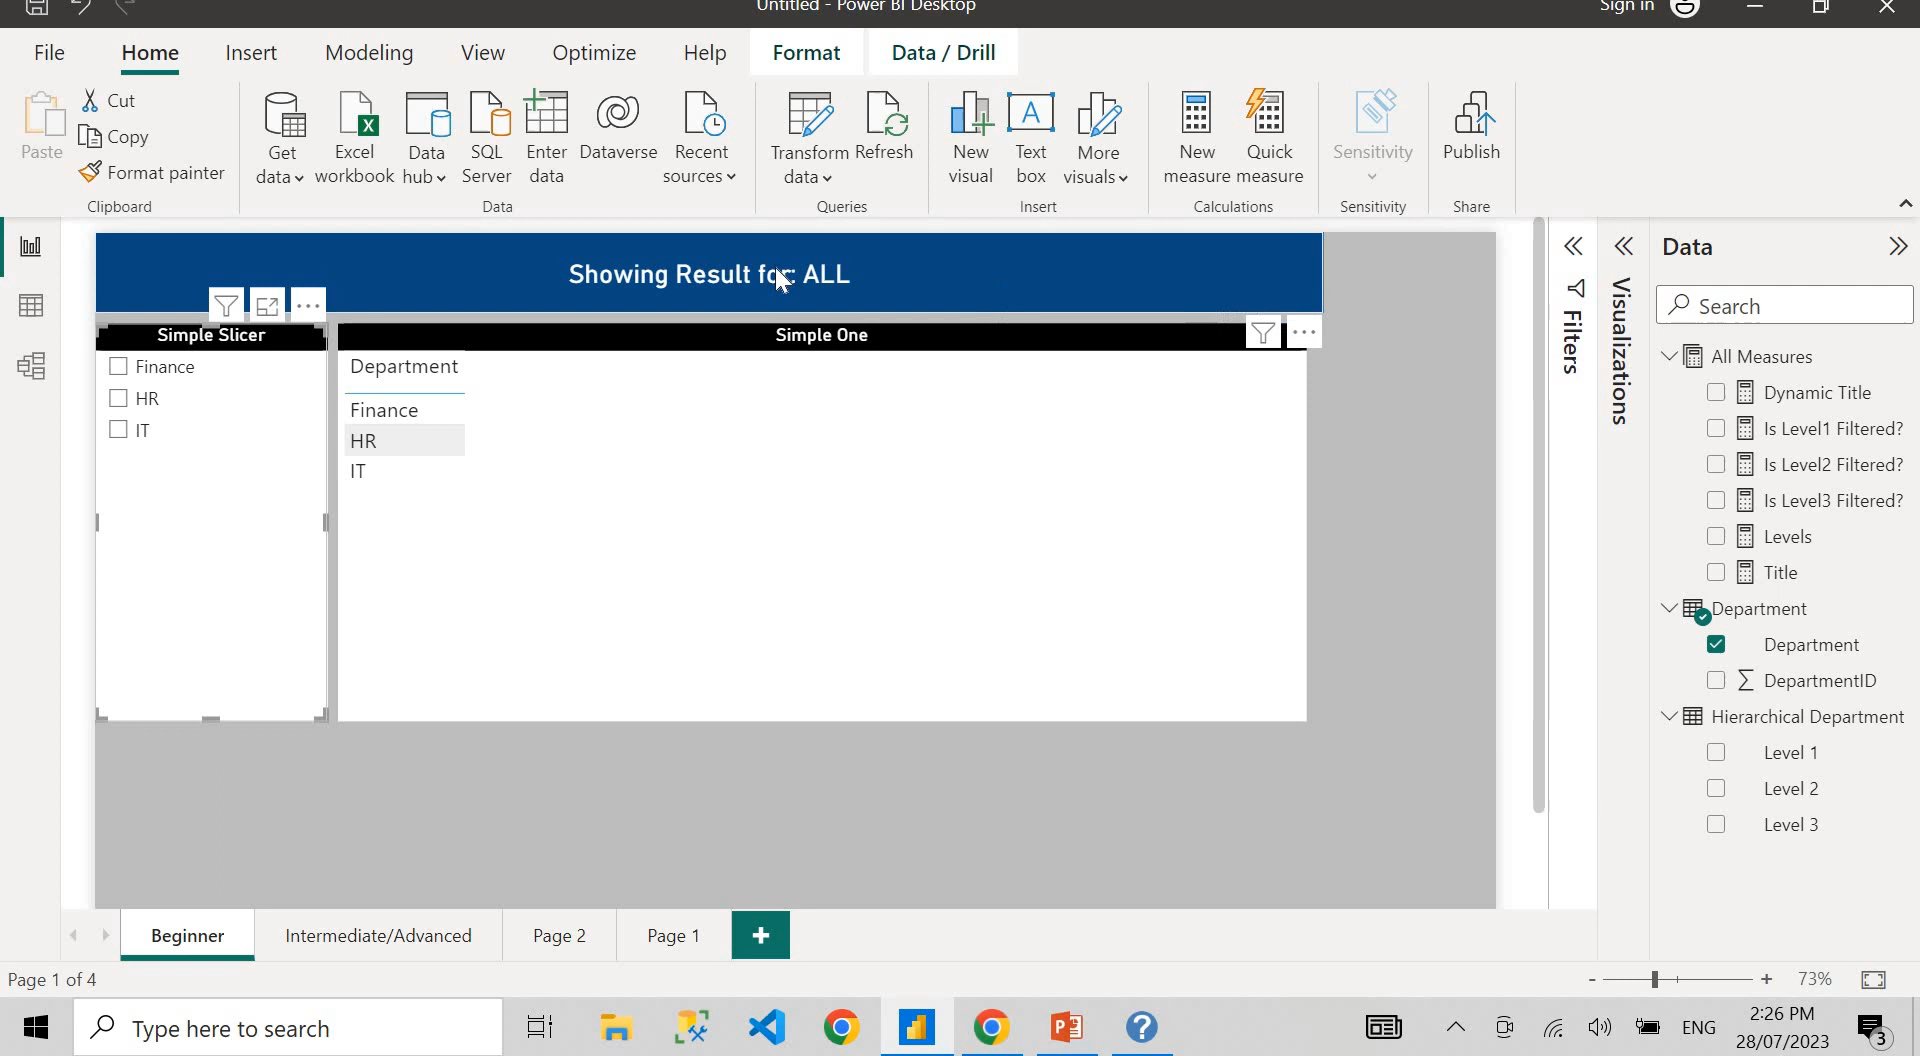 Untitled - Power BI Desktop
Sign in
File Home Insert Modeling View Optimize Help Format Data / Drill
Paste
Cut
Copy
Format painter
Clipboard
Get data
Excel workbook
Data hub
SQL Server
Enter data
Dataverse
Recent sources
Data
Transform data
Refresh
Queries
New visual
Text box
More visuals
Insert
New measure
Quick measure
Calculations
Sensitivity
Sensitivity
Publish
Share
Showing Result for: ALL
Simple Slicer
Finance
HR
IT
Simple One
Department
Finance
HR
IT
Filters
Visualizations
Data
Search
All Measures
Dynamic Title
Is Level1 Filtered?
Is Level2 Filtered?
Is Level3 Filtered?
Levels
Title
Department
Department
DepartmentID
Hierarchical Department
Level 1
Level 2
Level 3
Beginner Intermediate/Advanced Page 2 Page 1
Page 1 of 4
73%
Type here to search
ENG
2:26 PM
28/07/2023
3